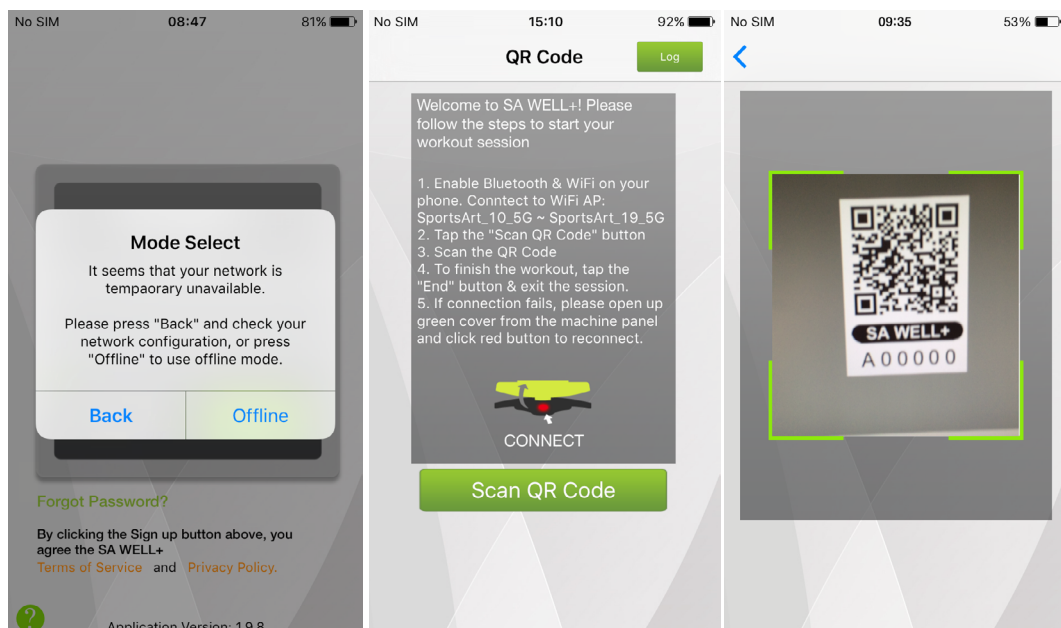 No SIM 08:47 81%
Mode Select
It seems that your network is
tempaorary unavailable.
Please press "Back" and check your
network configuration, or press
"Offline" to use offline mode.
Back Offline
Forgot Password?
By clicking the Sign up button above, you
agree the SA WELL+
Terms of Service and Privacy Policy.
?
Application Version: 1.9.8
No SIM 15:10 92%
QR Code Log
Welcome to SA WELL+! Please
follow the steps to start your
workout session
1. Enable Bluetooth & WiFi on your
phone. Conntect to WiFi AP:
SportsArt_10_5G ~ SportsArt_19_5G
2. Tap the "Scan QR Code" button
3. Scan the QR Code
4. To finish the workout, tap the
"End" button & exit the session.
5. If connection fails, please open up
green cover from the machine panel
and click red button to reconnect.
CONNECT
Scan QR Code
No SIM 09:35 53%
SA WELL+
A00000